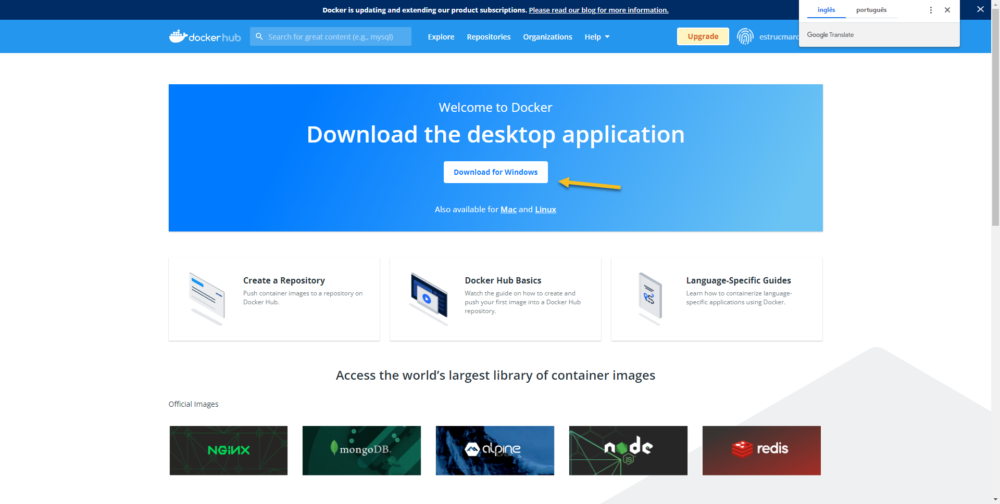 Docker is updating and extending our product subscriptions. Please read our blog for more information.
inglês português
Google Translate
docker hub
Search for great content (e.g., mysql)
Explore Repositories Organizations Help
Upgrade
Welcome to Docker
Download the desktop application
Download for Windows
Also available for Mac and Linux
Create a Repository
Push container images to a repository on
Docker Hub.
Docker Hub Basics
Watch the guide on how to create and
push your first image into a Docker Hub
repository.
Language-Specific Guides
Learn how to containerize language-
specific applications using Docker.
Access the world’s largest library of container images
Official Images
NGINX
mongoDB.
alpine
Linux
node
JS
redis